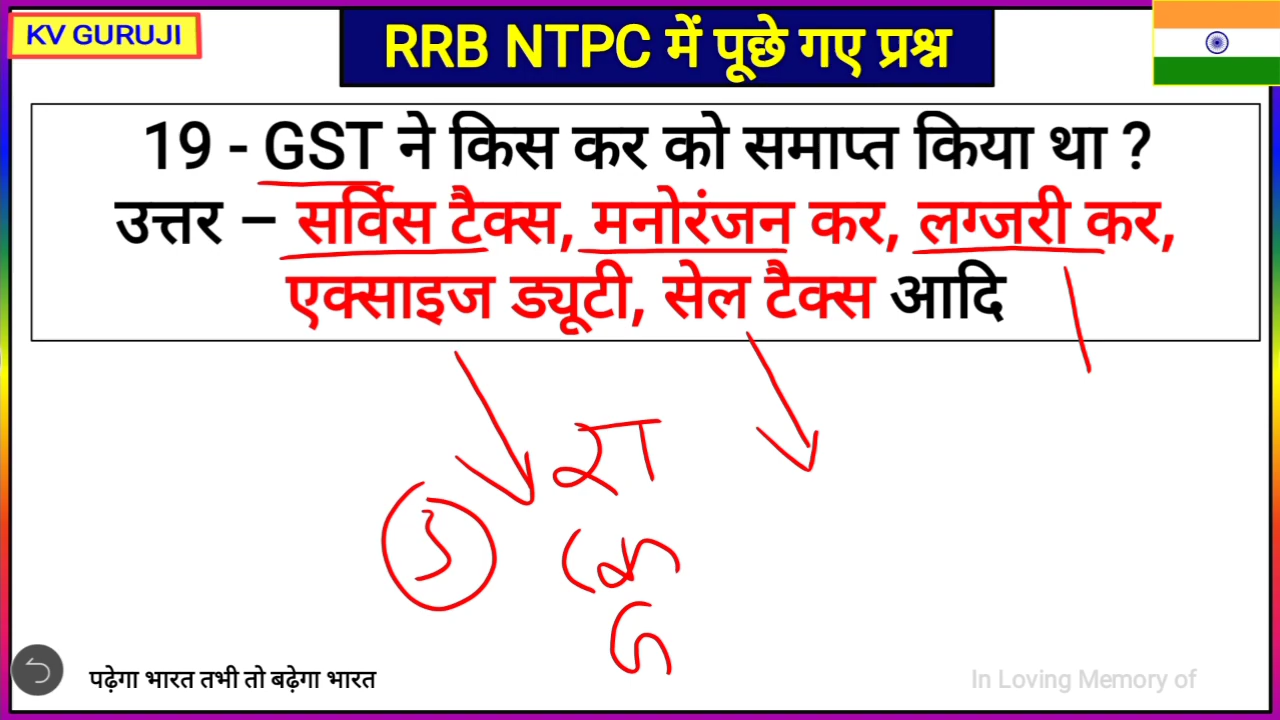 KV GURUJI
RRB NTPC में पूछे गए प्रश्न
19 - GST ने किस कर को समाप्त किया था ?
उत्तर – सर्विस टैक्स, मनोरंजन कर, लग्जरी कर,
एक्साइज ड्यूटी, सेल टैक्स आदि
रा
पढ़ेगा भारत तभी तो बढ़ेगा भारत
In Loving Memory of